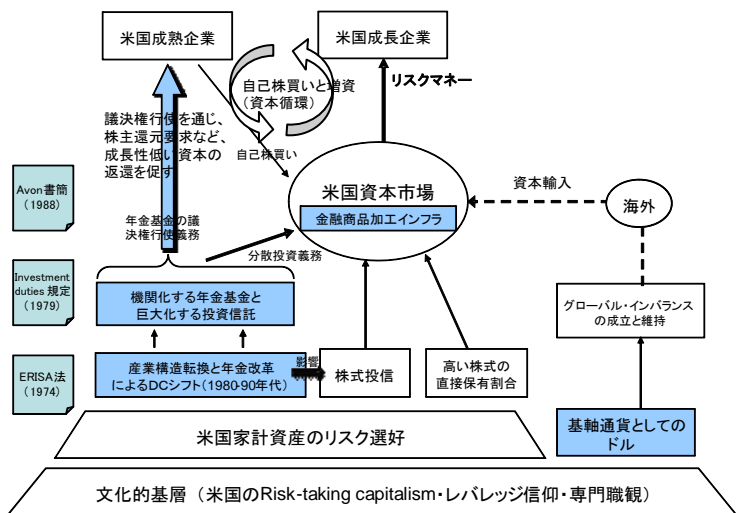 米国成熟企業
米国成長企業
自己株買いと増資
（資本循環）
リスクマネー
議決権行使を通じ、
株主還元要求など、
成長性低い資本の
返還を促す
自己株買い
Avon書簡
（1988）
米国資本市場
金融商品加工インフラ
資本輸入
海外
年金基金の議
決権行使義務
分散投資義務
Investment
duties 規定
（1979）
機関化する年金基金と
巨大化する投資信託
グローバル・インバランス
の成立と維持
ERISA法
（1974）
産業構造転換と年金改革
によるDCシフト（1980-90年代）
影響
株式投信
高い株式の
直接保有割合
基軸通貨としての
ドル
米国家計資産のリスク選好
文化的基層 （米国のRisk-taking capitalism・レバレッジ信仰・専門職観）